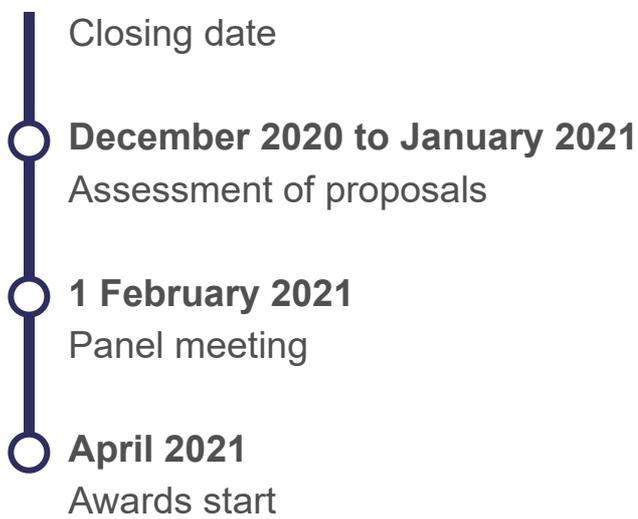 Closing date
December 2020 to January 2021
Assessment of proposals
1 February 2021
Panel meeting
April 2021
Awards start